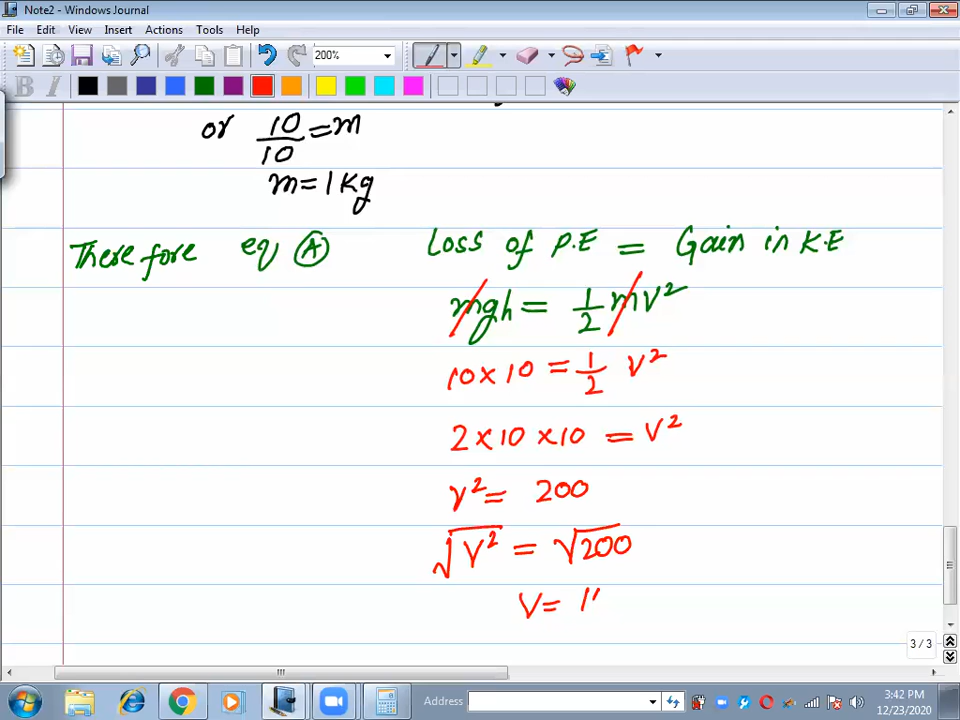 Note2 - Windows Journal
File Edit View Insert Actions Tools Help
200%
B I
or 10/10 = m
m = 1 Kg
Therefore eq (A) Loss of P.E = Gain in K.E
mgh = 1/2 mv²
10 × 10 = 1/2 v²
2 × 10 × 10 = v²
v² = 200
√v² = √200
V =
3 / 3
Address
3:42 PM
12/23/2020